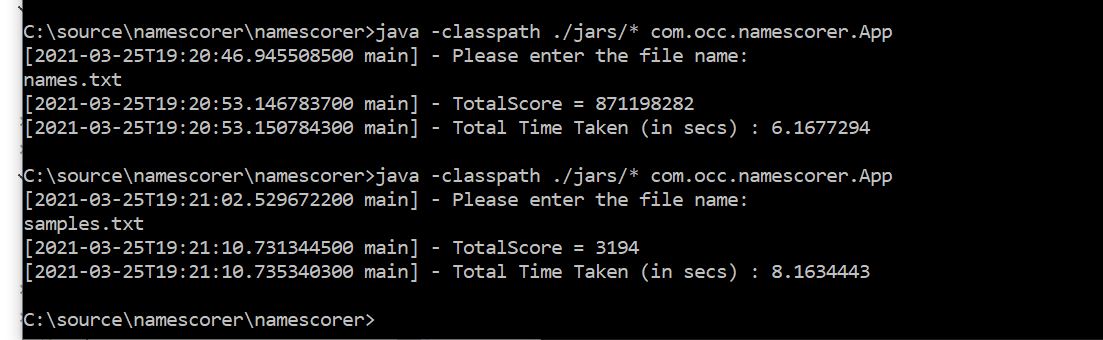 C:\source\namescorer\namescorer>java -classpath ./jars/* com.occ.namescorer.App
[2021-03-25T19:20:46.945508500 main] - Please enter the file name:
names.txt
[2021-03-25T19:20:53.146783700 main] - TotalScore = 871198282
[2021-03-25T19:20:53.150784300 main] - Total Time Taken (in secs) : 6.1677294
C:\source\namescorer\namescorer>java -classpath ./jars/* com.occ.namescorer.App
[2021-03-25T19:21:02.529672200 main] - Please enter the file name:
samples.txt
[2021-03-25T19:21:10.731344500 main] - TotalScore = 3194
[2021-03-25T19:21:10.735340300 main] - Total Time Taken (in secs) : 8.1634443
C:\source\namescorer\namescorer>